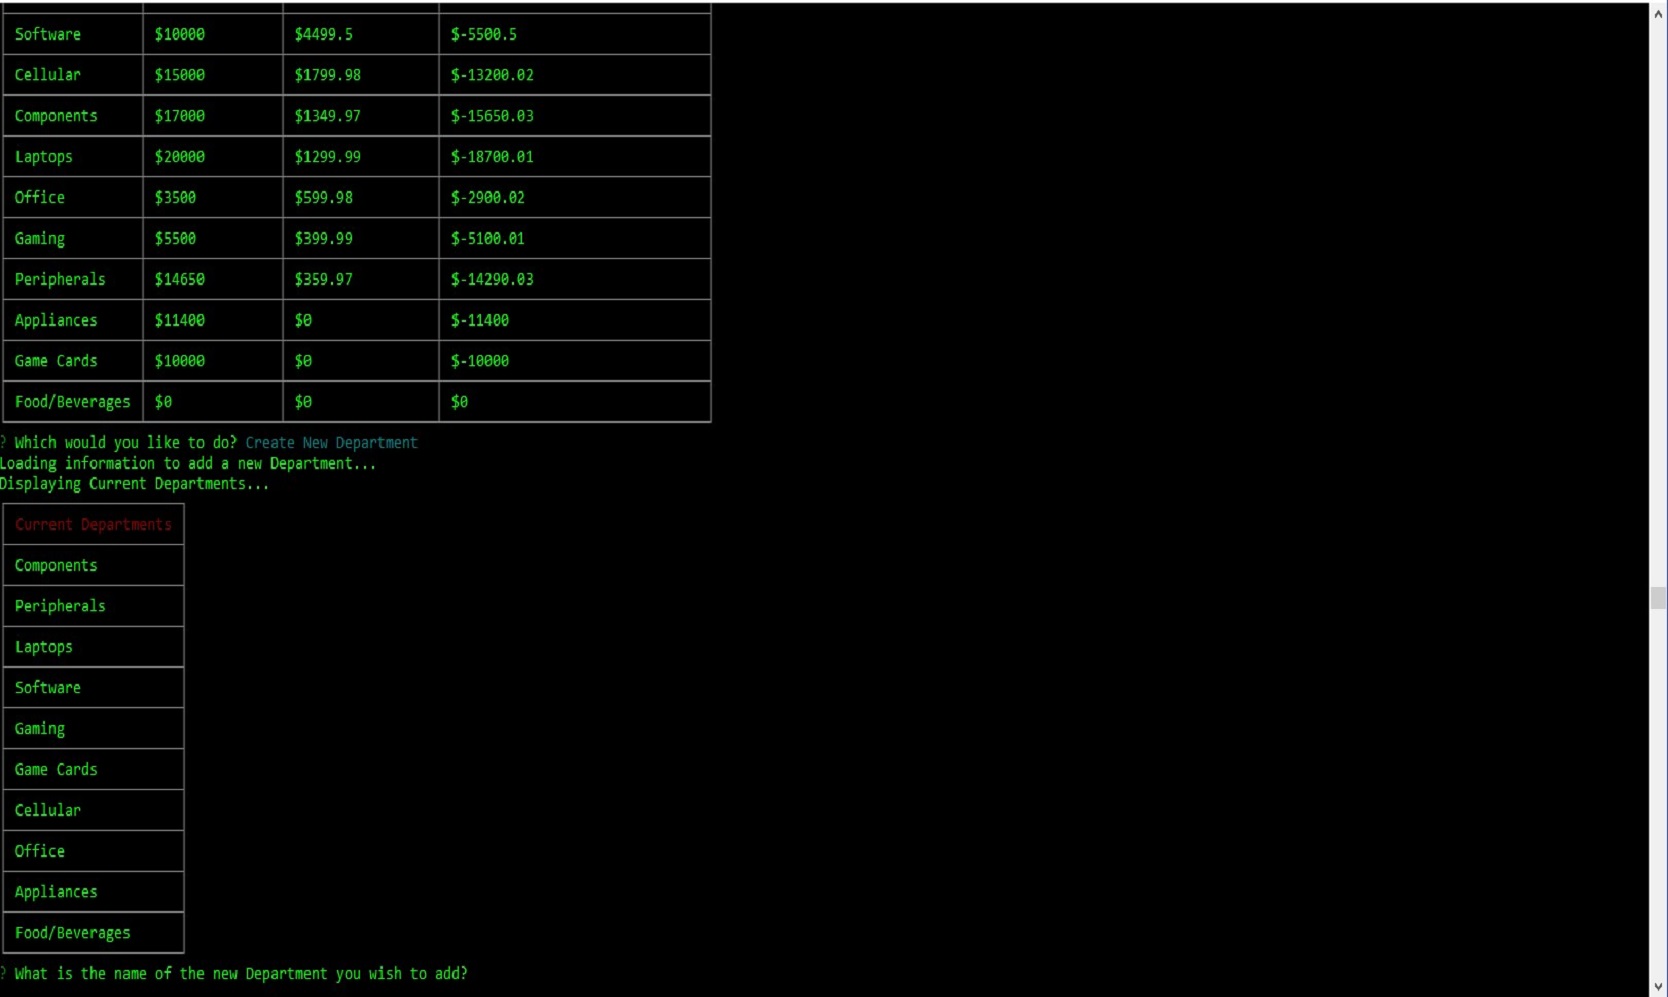 Software $10000 $4499.5 $-5500.5
Cellular $15000 $1799.98 $-13200.02
Components $17000 $1349.97 $-15650.03
Laptops $20000 $1299.99 $-18700.01
Office $3500 $599.98 $-2900.02
Gaming $5500 $399.99 $-5100.01
Peripherals $14650 $359.97 $-14290.03
Appliances $11400 $0 $-11400
Game Cards $10000 $0 $-10000
Food/Beverages $0 $0 $0
? Which would you like to do? Create New Department
Loading information to add a new Department...
Displaying Current Departments...
Current Departments
Components
Peripherals
Laptops
Software
Gaming
Game Cards
Cellular
Office
Appliances
Food/Beverages
? What is the name of the new Department you wish to add?